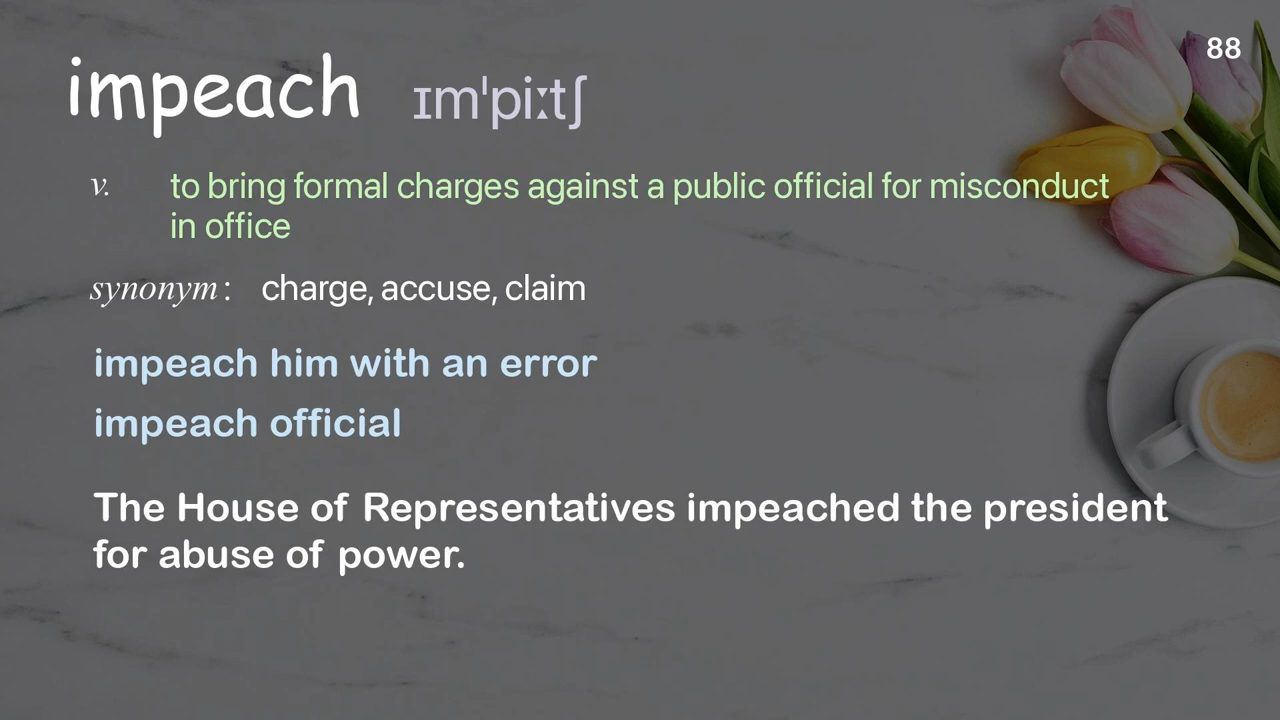 88
impeach ɪmˈpiːtʃ
v. to bring formal charges against a public official for misconduct
in office
synonym: charge, accuse, claim
impeach him with an error
impeach official
The House of Representatives impeached the president
for abuse of power.